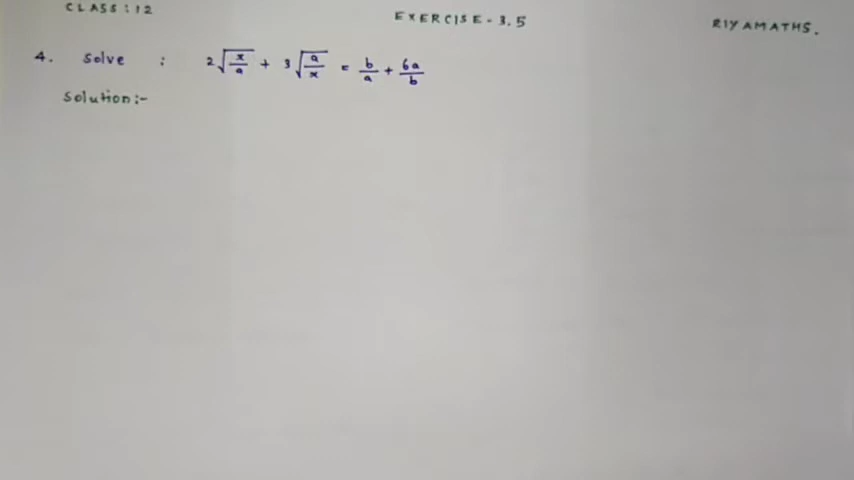 CLASS : 12
EXERCISE - 3.5
RIYAMATHS.
4. Solve : 2√(x/a) + 3√(a/x) = b/a + 6a/b
Solution :-